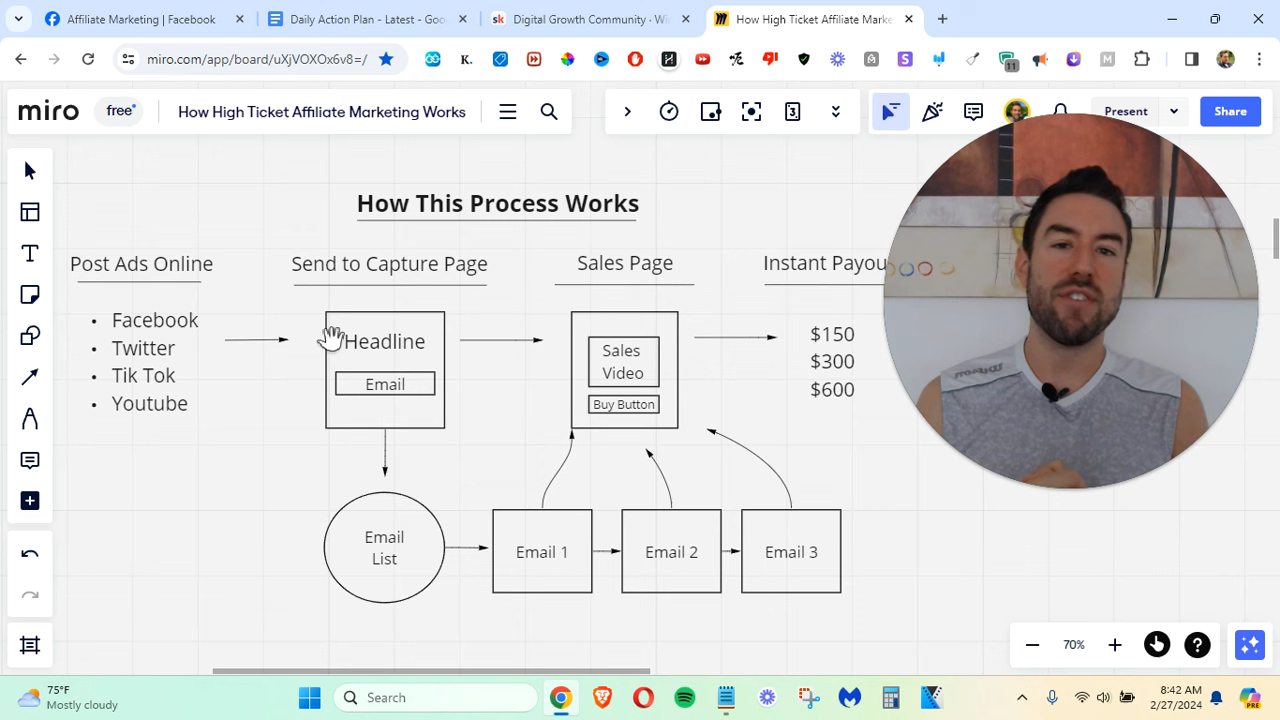 Affiliate Marketing | Facebook
Daily Action Plan - Latest - Goo
Digital Growth Community · Wi
How High Ticket Affiliate Marke
miro.com/app/board/uXjVOXOx6v8=/
11
miro
free
How High Ticket Affiliate Marketing Works
Present
Share
How This Process Works
Post Ads Online
Send to Capture Page
Sales Page
Instant Payou
• Facebook
• Twitter
• Tik Tok
• Youtube
Headline
Email
Sales
Video
Buy Button
$150
$300
$600
Email
List
Email 1
Email 2
Email 3
70%
75°F
Mostly cloudy
Search
8:42 AM
2/27/2024